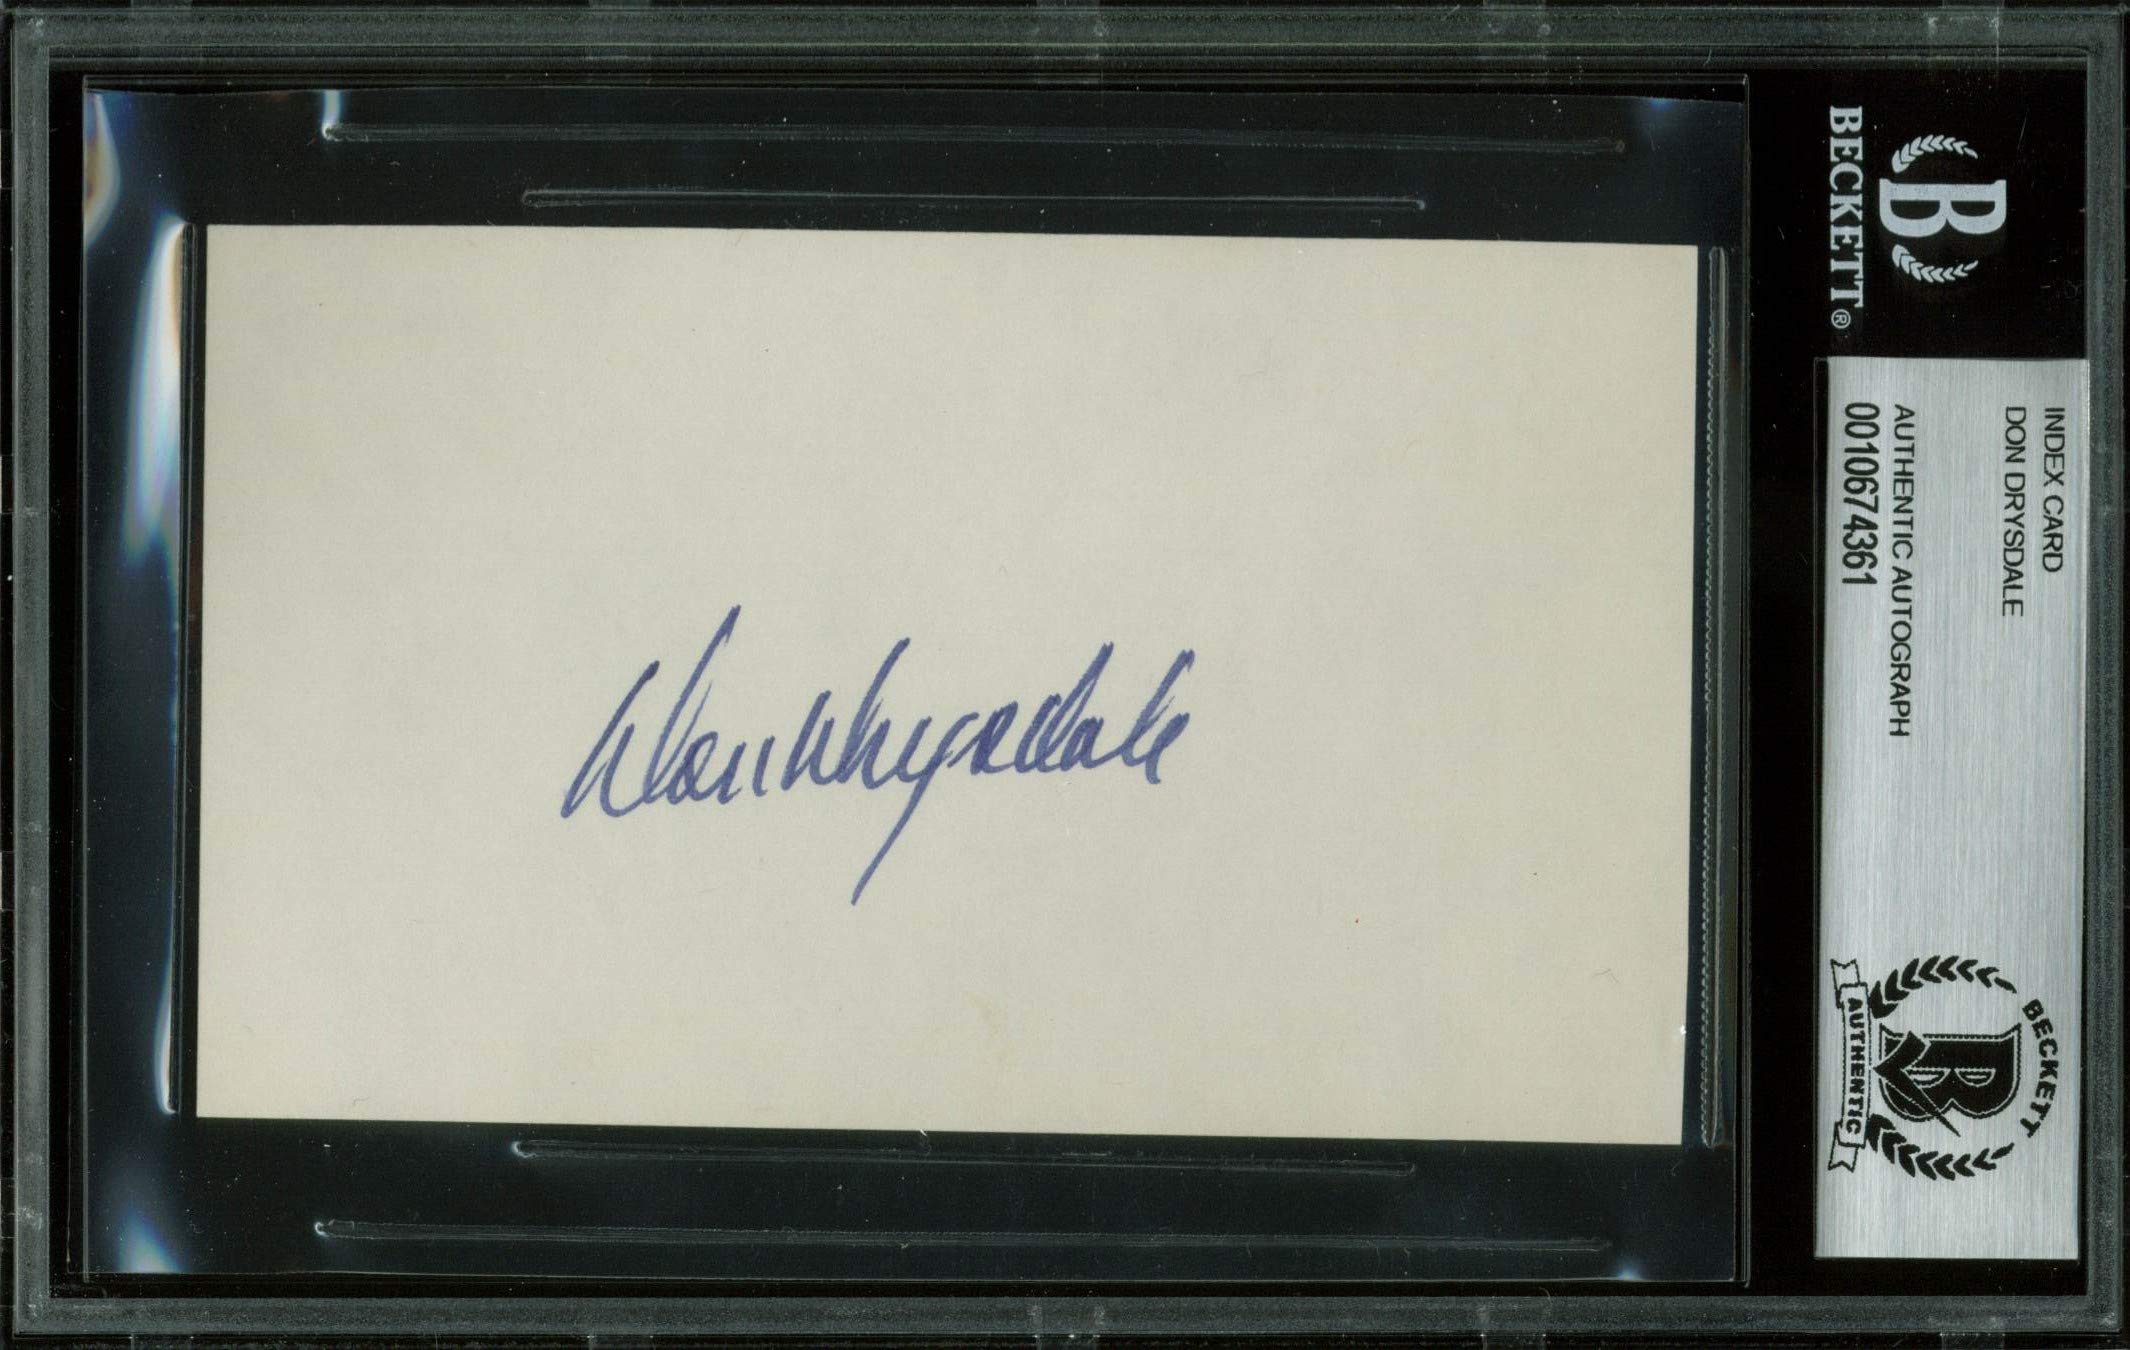 Don Drysdale
BECKETT®
B
INDEX CARD
DON DRYSDALE
AUTHENTIC AUTOGRAPH
0010674361
BECKETT
B
AUTHENTIC